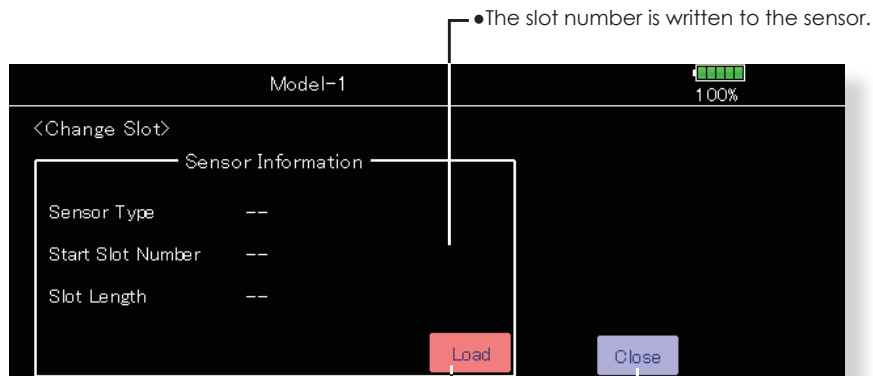 ●The slot number is written to the sensor.
Model-1
100%
<Change Slot>
Sensor Information
Sensor Type --
Start Slot Number --
Slot Length --
Load
Close